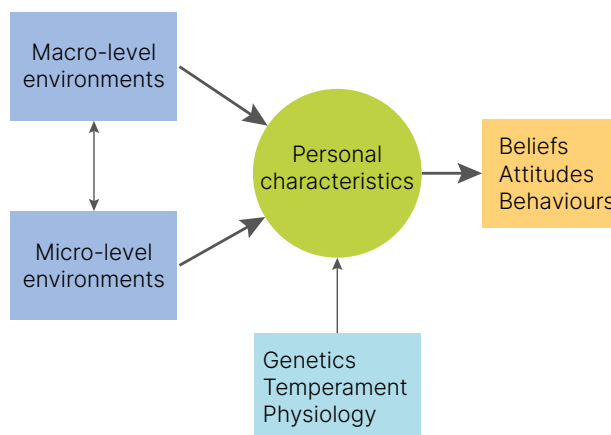 Macro-level
environments
Micro-level
environments
Personal
characteristics
Genetics
Temperament
Physiology
Beliefs
Attitudes
Behaviours